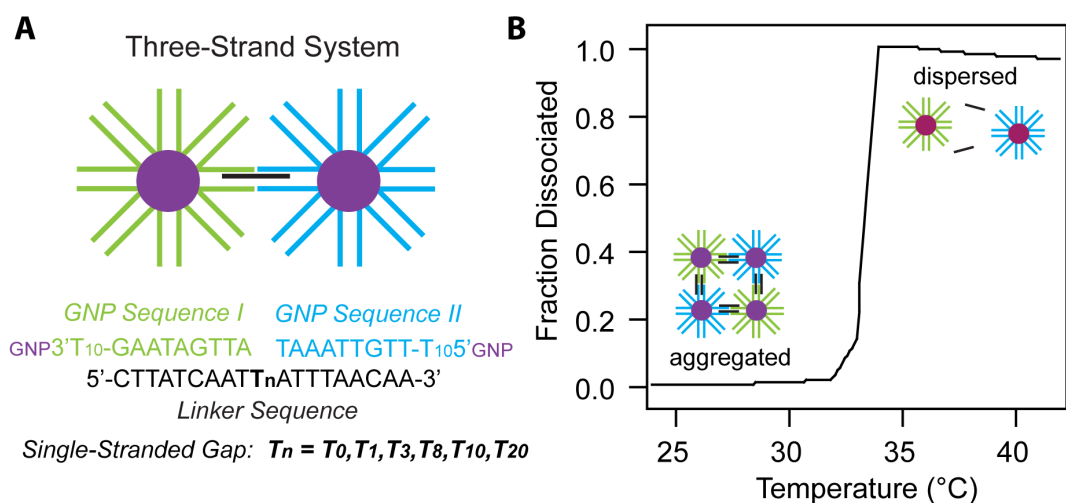 A
Three-Strand System
GNP Sequence I
GNP Sequence II
GNP3'T10-GAATAGTTA
TAAATTGTT-T105'GNP
5'-CTTATCAATTTnATTTAACAA-3'
Linker Sequence
Single-Stranded Gap: Tn = T0,T1,T3,T8,T10,T20
B
Fraction Dissociated
1.0
0.8
0.6
0.4
0.2
0.0
dispersed
aggregated
25
30
35
40
Temperature (°C)